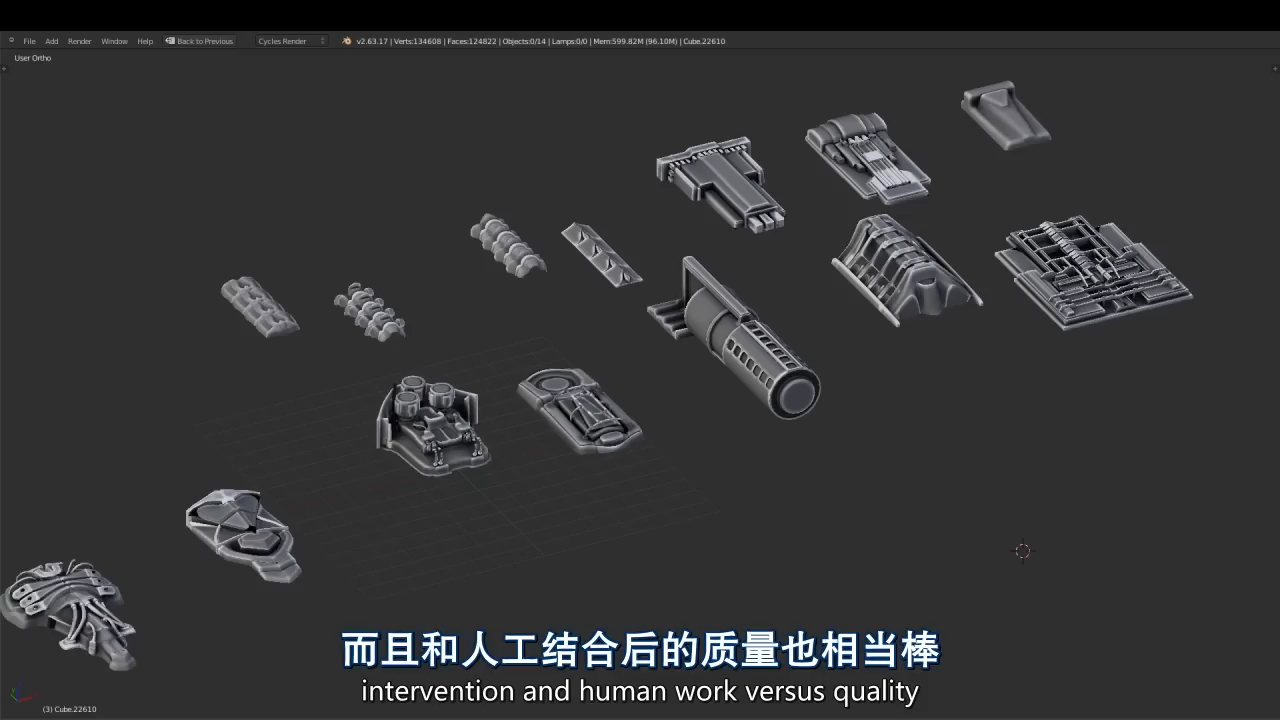 File Add Render Window Help Back to Previous Cycles Render v2.63.17 | Verts:134608 | Faces:124822 | Objects:0/14 | Lamps:0/0 | Mem:599.82M (96.10M) | Cube.22610
User Ortho
而且和人工结合后的质量也相当棒
intervention and human work versus quality
(3) Cube.22610